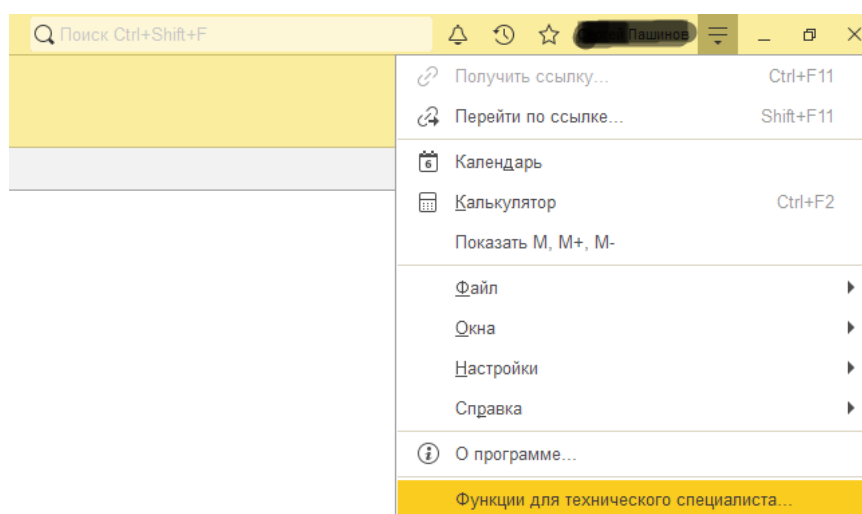 Поиск Ctrl+Shift+F
Получить ссылку... Ctrl+F11
Перейти по ссылке... Shift+F11
6 Календарь
Калькулятор Ctrl+F2
Показать M, M+, M-
Файл
Окна
Настройки
Справка
О программе...
Функции для технического специалиста...